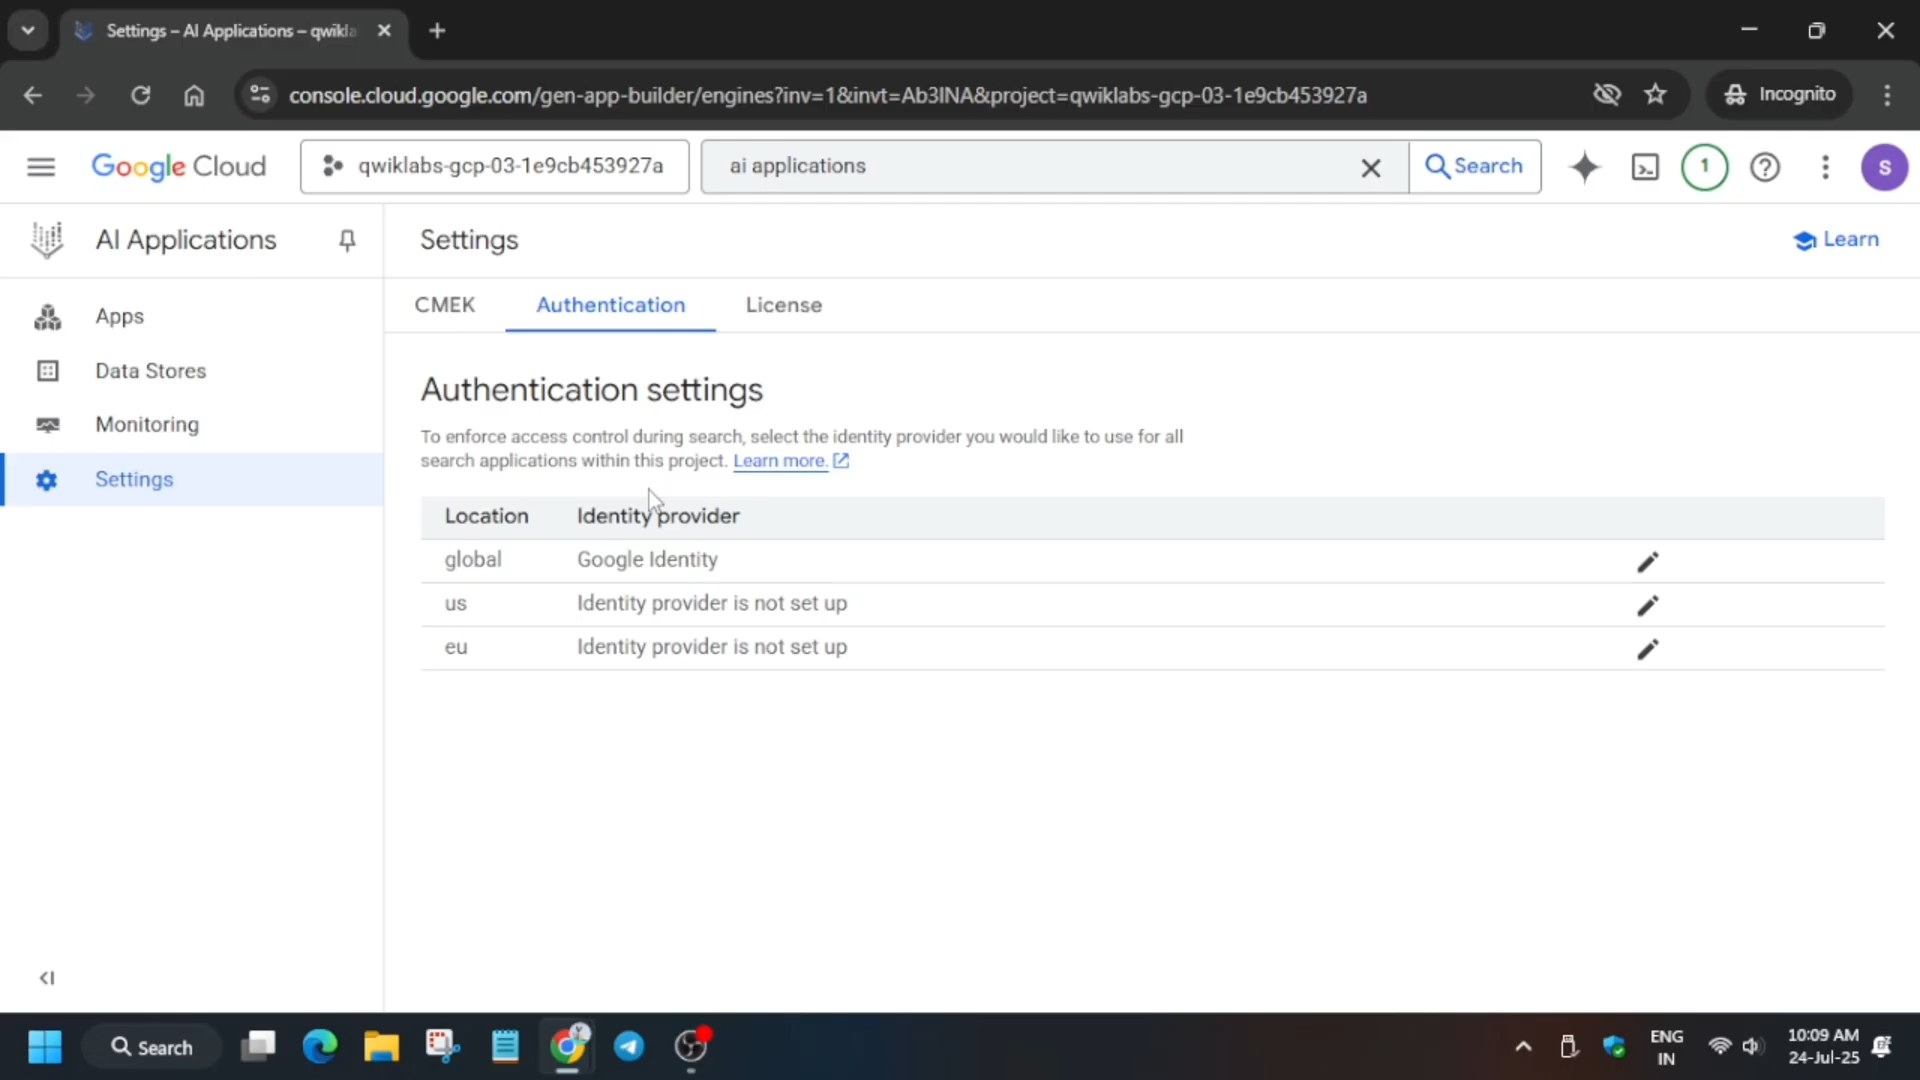 Settings – AI Applications – qwikla
console.cloud.google.com/gen-app-builder/engines?inv=1&invt=Ab3INA&project=qwiklabs-gcp-03-1e9cb453927a
Incognito
Google Cloud
qwiklabs-gcp-03-1e9cb453927a
ai applications
Search
1
S
AI Applications
Settings
Learn
Apps
Data Stores
Monitoring
Settings
CMEK
Authentication
License
Authentication settings
To enforce access control during search, select the identity provider you would like to use for all
search applications within this project. Learn more.
Location Identity provider
global Google Identity
us Identity provider is not set up
eu Identity provider is not set up
Search
ENG
IN
10:09 AM
24-Jul-25